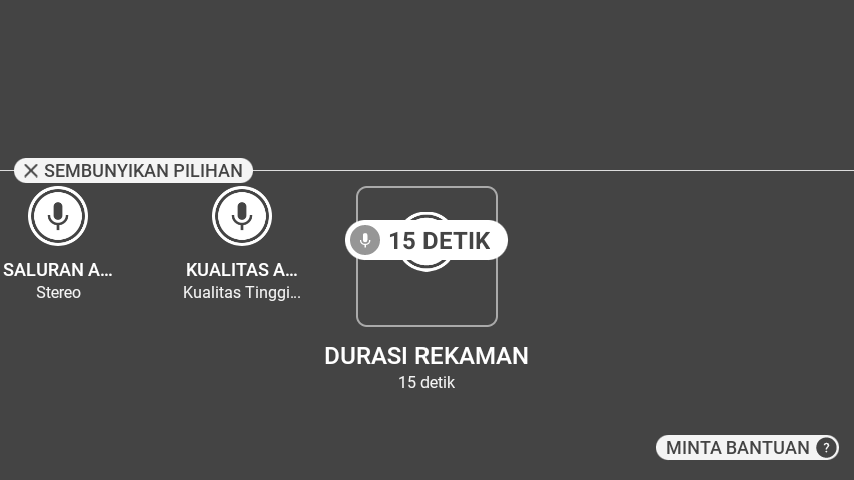 SEMBUNYIKAN PILIHAN
SALURAN A...
Stereo
KUALITAS A...
Kualitas Tinggi...
15 DETIK
DURASI REKAMAN
15 detik
MINTA BANTUAN ?